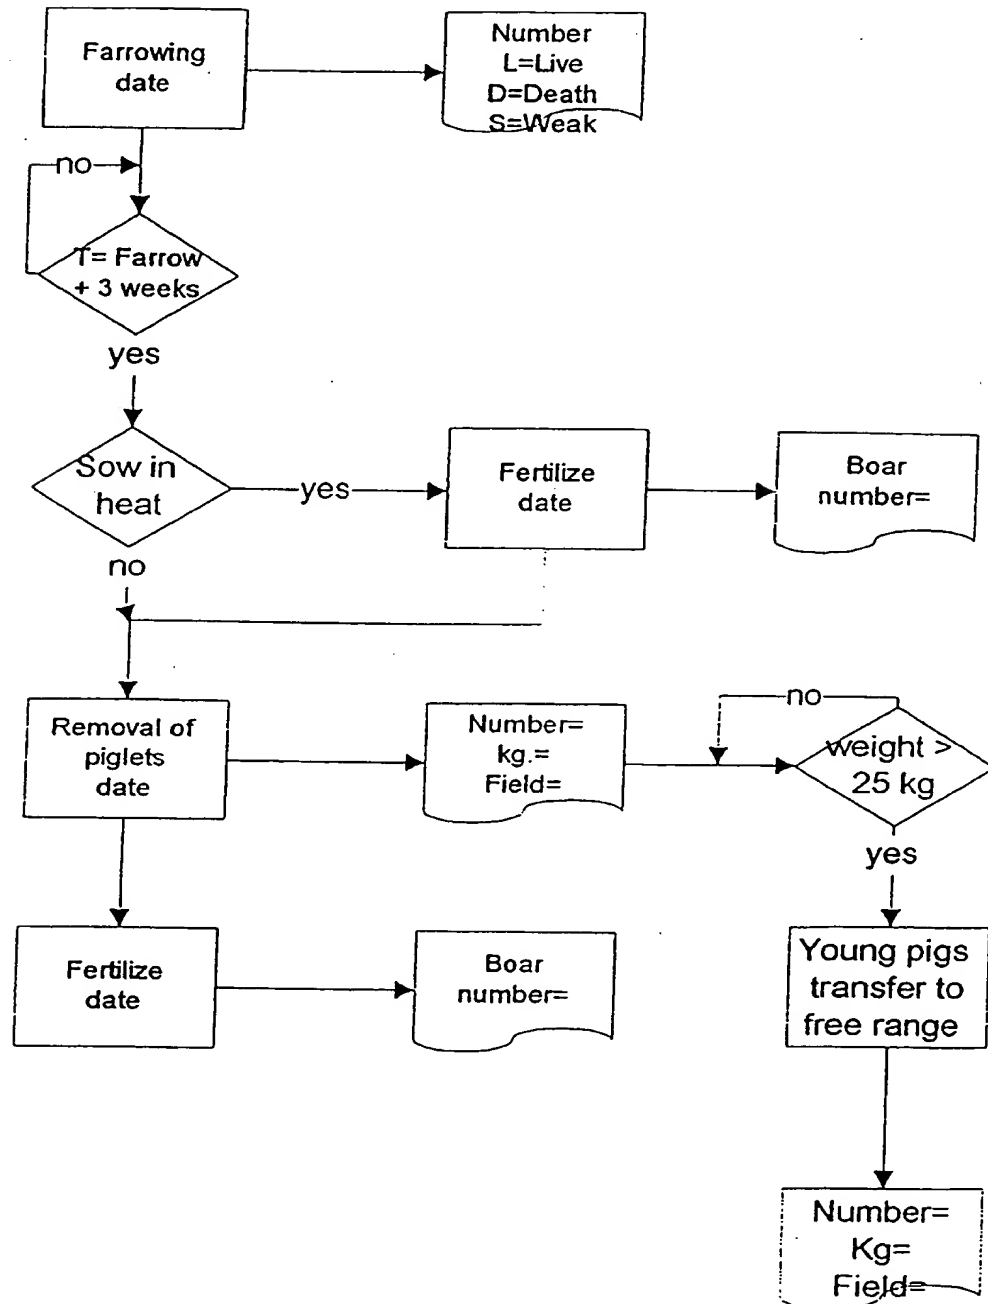 Farrowing
date
Number
L=Live
D=Death
S=Weak
no
T= Farrow
+ 3 weeks
yes
Sow in
heat
yes
Fertilize
date
Boar
number=
no
Removal of
piglets
date
Number=
kg.=
Field=
no
weight >
25 kg
yes
Fertilize
date
Boar
number=
Young pigs
transfer to
free range
Number=
Kg=
Field=